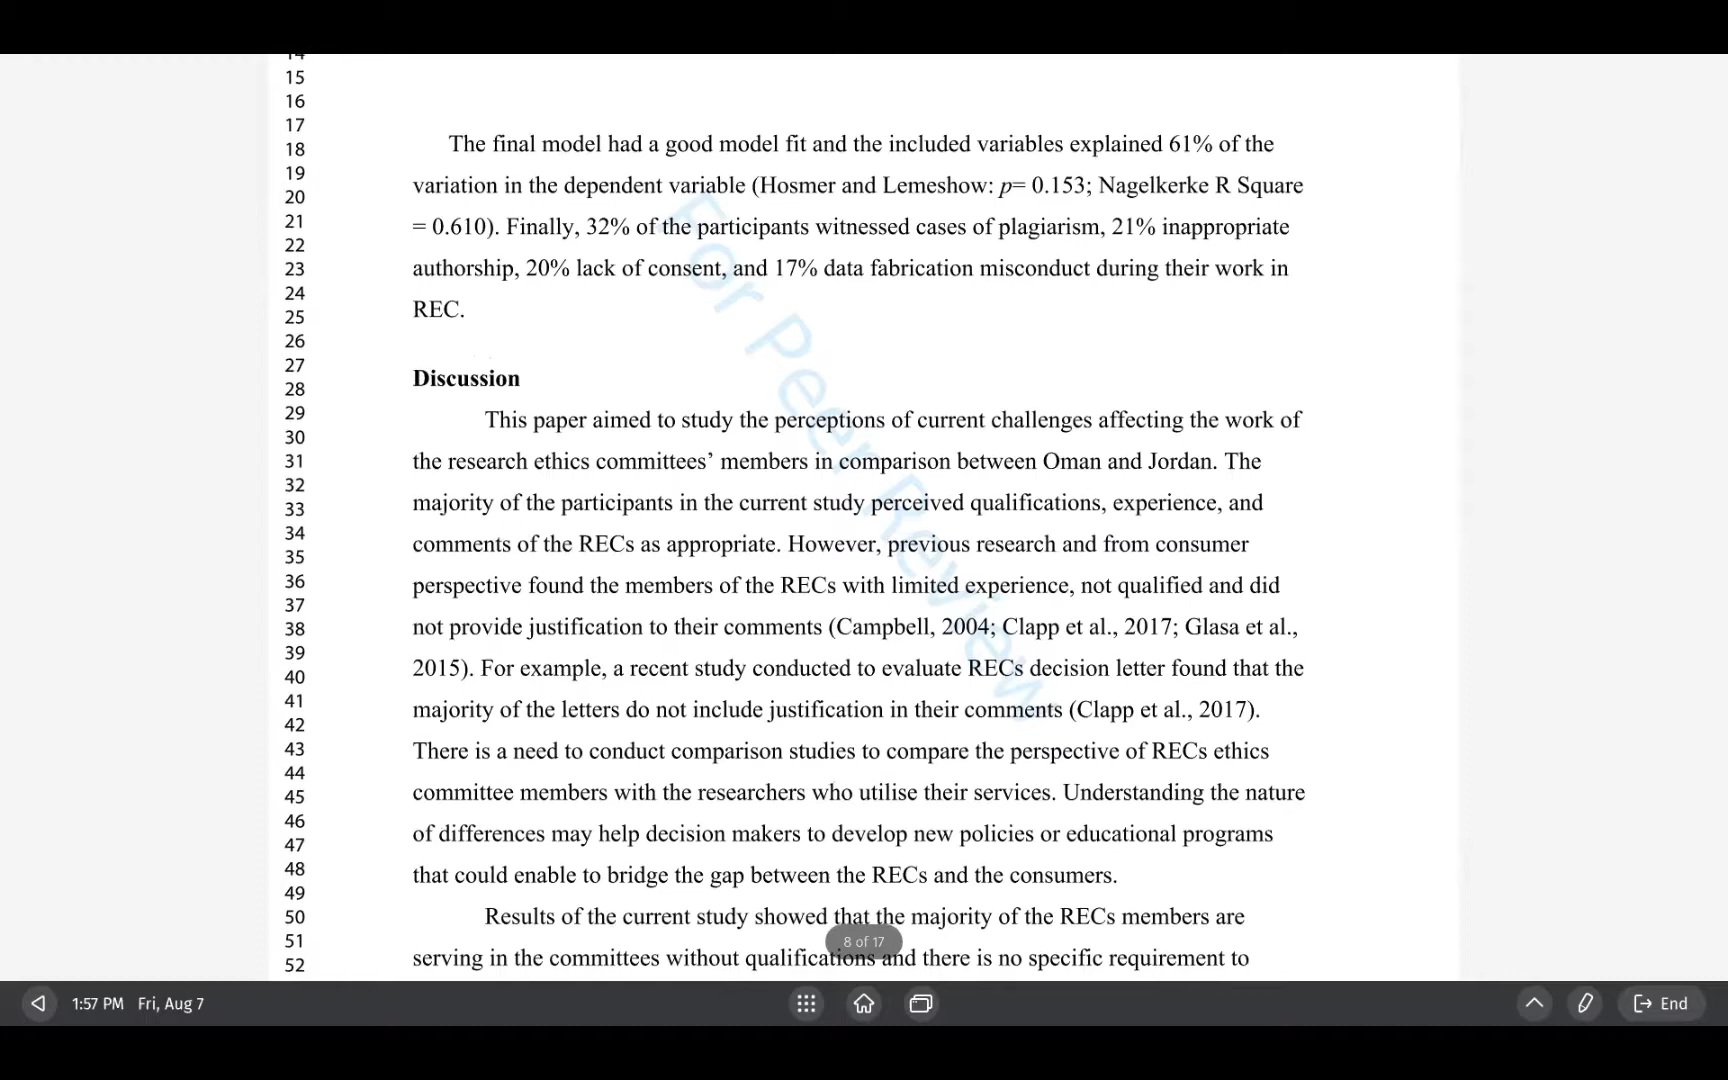 14
15
16
17
18
19
20
21
22
23
24
25
26
27
28
29
30
31
32
33
34
35
36
37
38
39
40
41
42
43
44
45
46
47
48
49
50
51
52
The final model had a good model fit and the included variables explained 61% of the
variation in the dependent variable (Hosmer and Lemeshow: p= 0.153; Nagelkerke R Square
= 0.610). Finally, 32% of the participants witnessed cases of plagiarism, 21% inappropriate
authorship, 20% lack of consent, and 17% data fabrication misconduct during their work in
REC.
Discussion
This paper aimed to study the perceptions of current challenges affecting the work of
the research ethics committees’ members in comparison between Oman and Jordan. The
majority of the participants in the current study perceived qualifications, experience, and
comments of the RECs as appropriate. However, previous research and from consumer
perspective found the members of the RECs with limited experience, not qualified and did
not provide justification to their comments (Campbell, 2004; Clapp et al., 2017; Glasa et al.,
2015). For example, a recent study conducted to evaluate RECs decision letter found that the
majority of the letters do not include justification in their comments (Clapp et al., 2017).
There is a need to conduct comparison studies to compare the perspective of RECs ethics
committee members with the researchers who utilise their services. Understanding the nature
of differences may help decision makers to develop new policies or educational programs
that could enable to bridge the gap between the RECs and the consumers.
Results of the current study showed that the majority of the RECs members are
serving in the committees without qualifications and there is no specific requirement to
For Peer Review
8 of 17
1:57 PM Fri, Aug 7
End